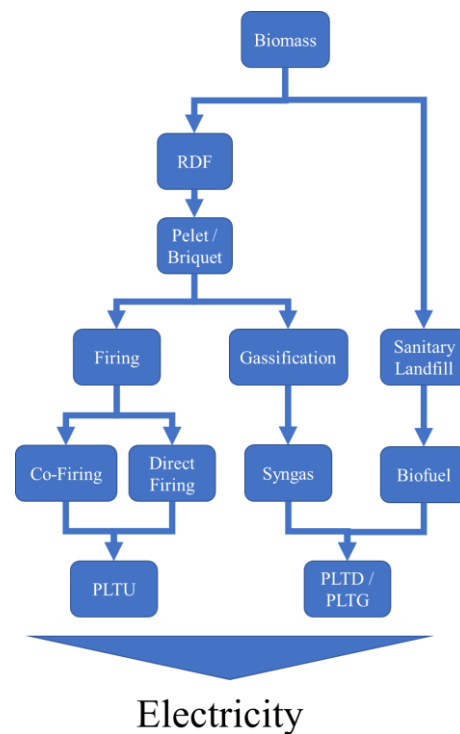 Biomass
RDF
Pelet /
Briquet
Firing
Gassification
Sanitary
Landfill
Co-Firing
Direct
Firing
Syngas
Biofuel
PLTU
PLTD /
PLTG
Electricity